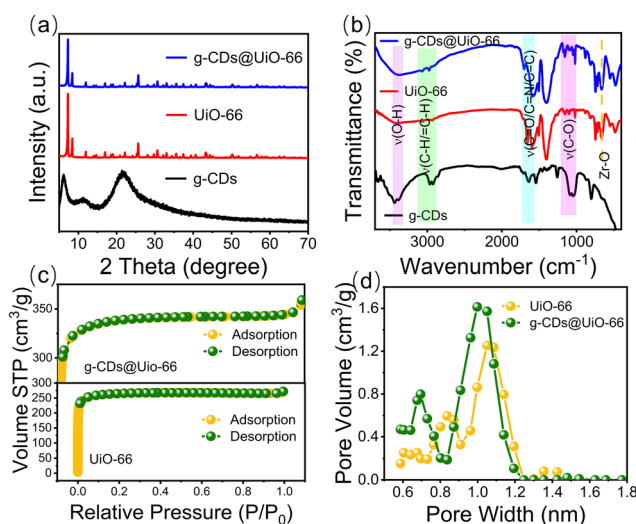 (a)
g-CDs@UiO-66
UiO-66
g-CDs
Intensity (a.u.)
10 20 30 40 50 60 70
2 Theta (degree)
(b)
g-CDs@UiO-66
UiO-66
g-CDs
ν(O-H)
ν(C-H/=C-H)
ν(C=O/C=N/C=C)
ν(C-O)
Zr-O
Transmittance (%)
3000 2000 1000
Wavenumber (cm⁻¹)
(c)
350
300
Adsorption
Desorption
g-CDs@Uio-66
300
250
200
150
100
50
0
Adsorption
Desorption
UiO-66
Volume STP (cm³/g)
0.0 0.2 0.4 0.6 0.8 1.0
Relative Pressure (P/P₀)
(d)
UiO-66
g-CDs@UiO-66
1.6
1.2
0.8
0.4
0.0
Pore Volume (cm³/g)
0.6 0.8 1.0 1.2 1.4 1.6 1.8
Pore Width (nm)